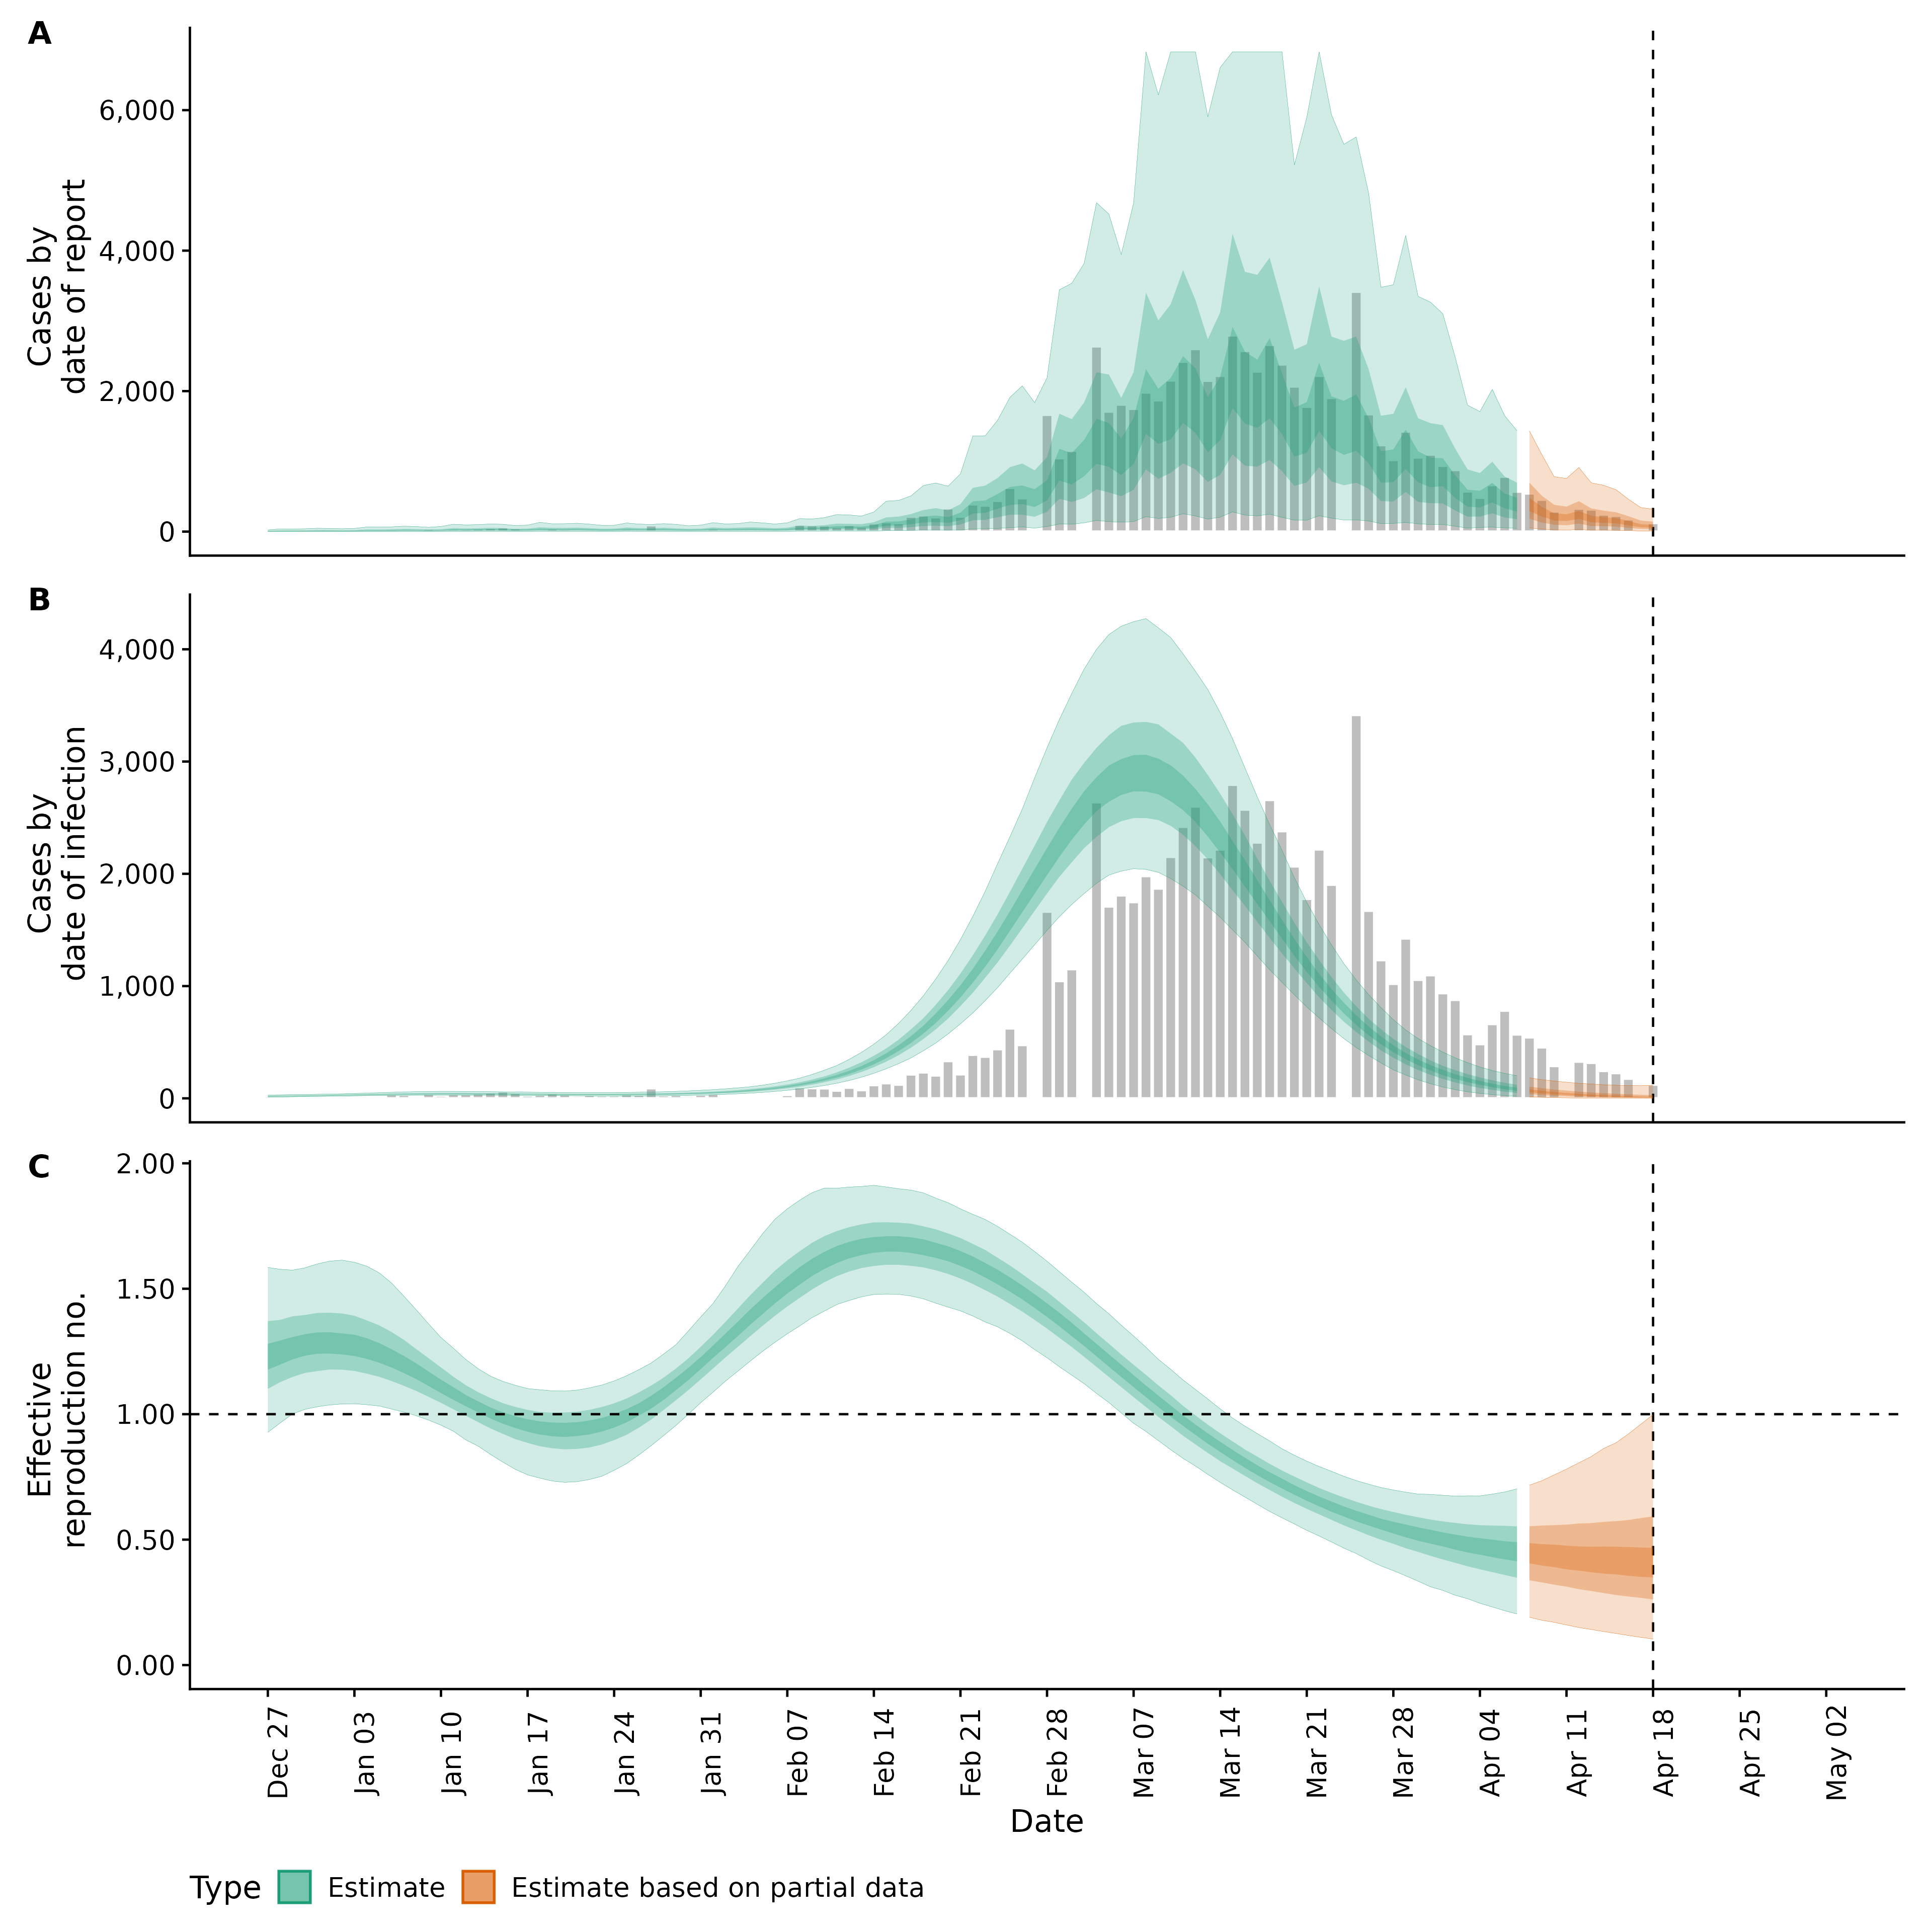 A
Cases by
date of report
6,000
4,000
2,000
0
B
Cases by
date of infection
4,000
3,000
2,000
1,000
0
C
Effective
reproduction no.
2.00
1.50
1.00
0.50
0.00
Dec 27
Jan 03
Jan 10
Jan 17
Jan 24
Jan 31
Feb 07
Feb 14
Feb 21
Feb 28
Mar 07
Mar 14
Mar 21
Mar 28
Apr 04
Apr 11
Apr 18
Apr 25
May 02
Date
Type Estimate Estimate based on partial data